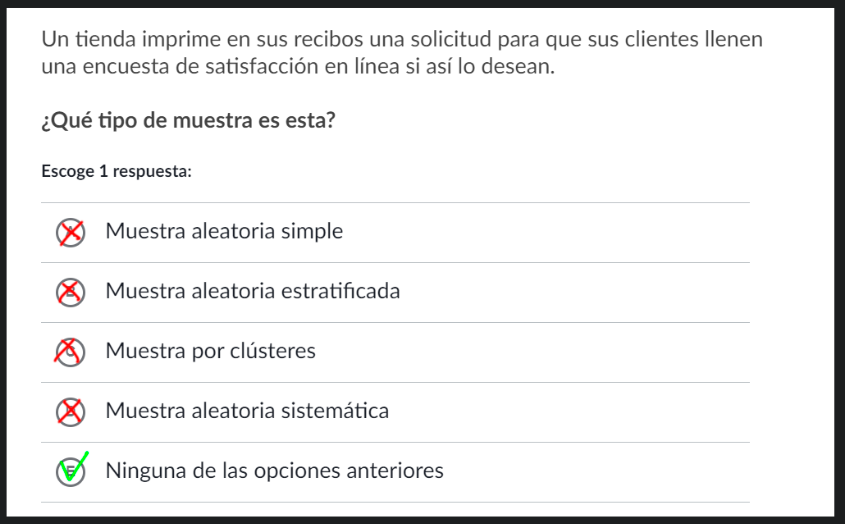 Un tienda imprime en sus recibos una solicitud para que sus clientes llenen
una encuesta de satisfacción en línea si así lo desean.
¿Qué tipo de muestra es esta?
Escoge 1 respuesta:
A Muestra aleatoria simple
B Muestra aleatoria estratificada
C Muestra por clústeres
D Muestra aleatoria sistemática
E Ninguna de las opciones anteriores